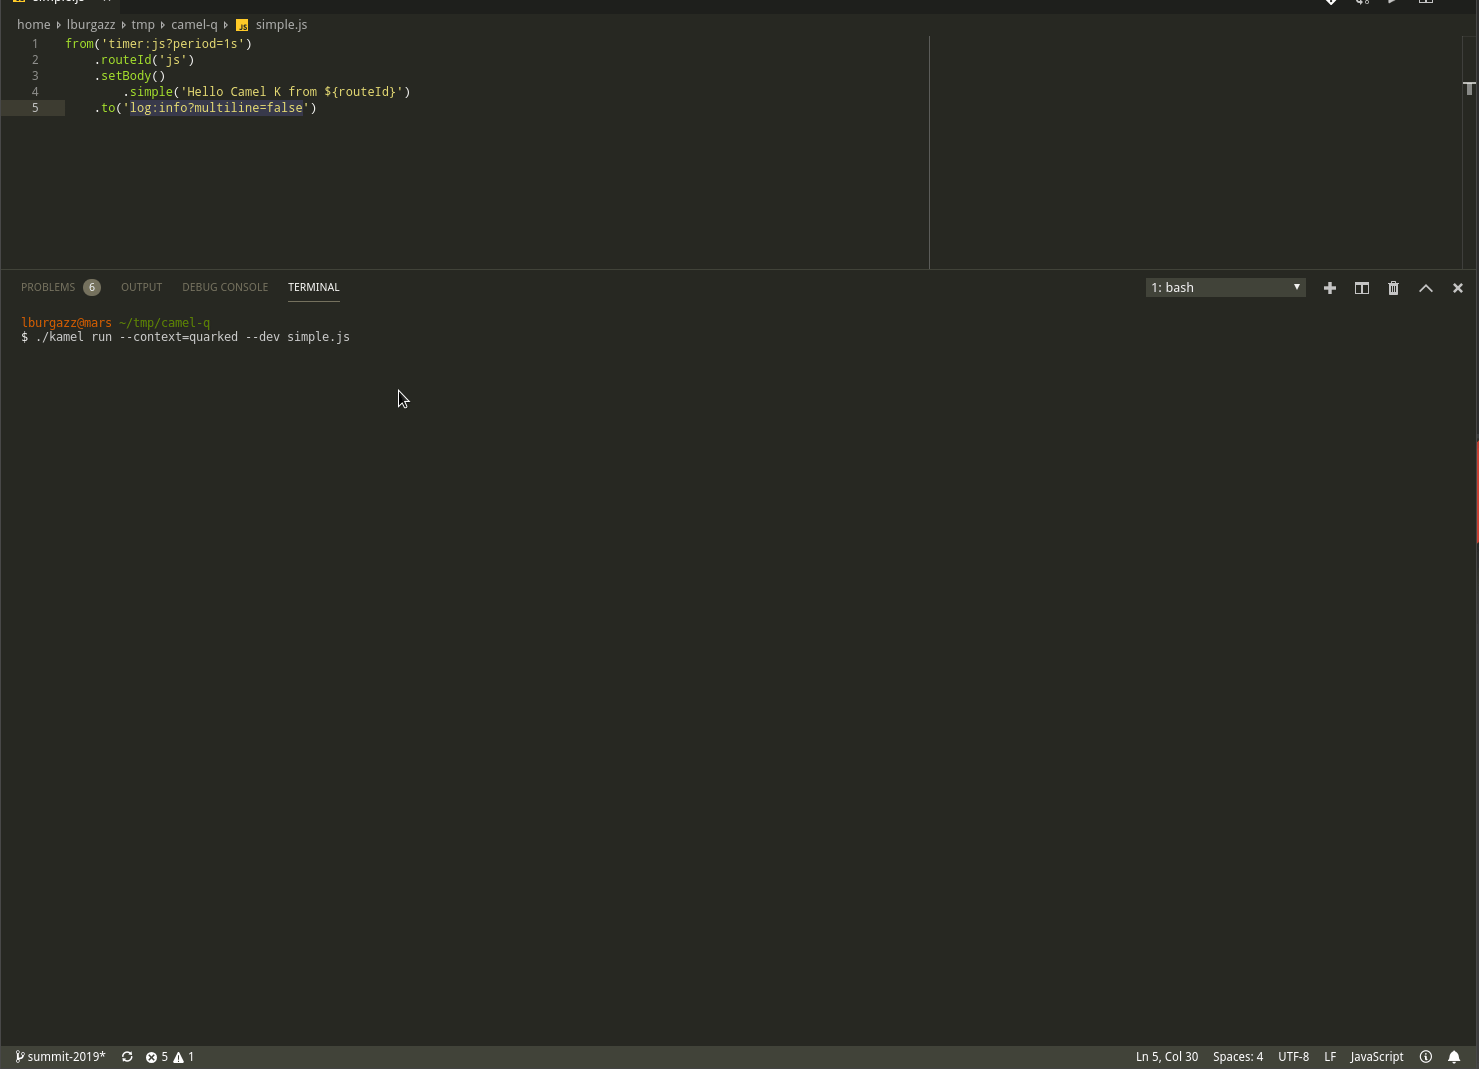 simple.js
home lburgazz tmp camel-q JS simple.js
1 from('timer:js?period=1s')
2 .routeId('js')
3 .setBody()
4 .simple('Hello Camel K from ${routeId}')
5 .to('log:info?multiline=false')
PROBLEMS 6 OUTPUT DEBUG CONSOLE TERMINAL 1: bash
lburgazz@mars ~/tmp/camel-q
$ ./kamel run --context=quarked --dev simple.js
summit-2019* 5 1 Ln 5, Col 30 Spaces: 4 UTF-8 LF JavaScript